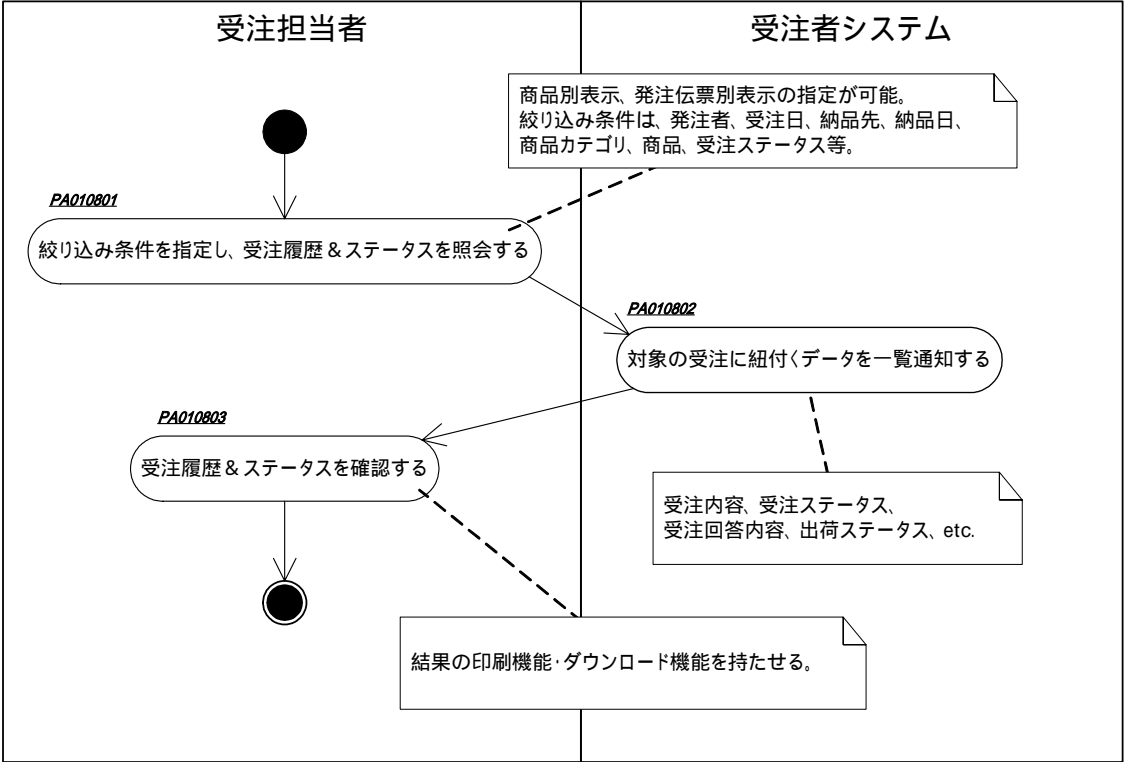 受注担当者
受注者システム
商品別表示、発注伝票別表示の指定が可能。
絞り込み条件は、発注者、受注日、納品先、納品日、
商品カテゴリ、商品、受注ステータス等。
PA010801
絞り込み条件を指定し、受注履歴＆ステータスを照会する
PA010802
対象の受注に紐付くデータを一覧通知する
PA010803
受注履歴＆ステータスを確認する
受注内容、受注ステータス、
受注回答内容、出荷ステータス、etc.
結果の印刷機能・ダウンロード機能を持たせる。